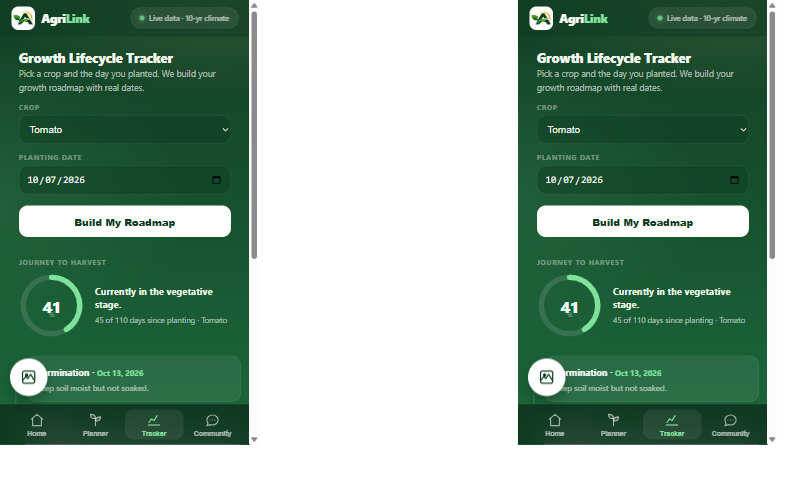 AgriLink
Live data · 10-yr climate
Growth Lifecycle Tracker
Pick a crop and the day you planted. We build your
growth roadmap with real dates.
CROP
Tomato
PLANTING DATE
10/07/2026
Build My Roadmap
JOURNEY TO HARVEST
41
%
Currently in the vegetative
stage.
45 of 110 days since planting · Tomato
rmination · Oct 13, 2026
ep soil moist but not soaked.
Home
Planner
Tracker
Community
AgriLink
Live data · 10-yr climate
Growth Lifecycle Tracker
Pick a crop and the day you planted. We build your
growth roadmap with real dates.
CROP
Tomato
PLANTING DATE
10/07/2026
Build My Roadmap
JOURNEY TO HARVEST
41
%
Currently in the vegetative
stage.
45 of 110 days since planting · Tomato
rmination · Oct 13, 2026
ep soil moist but not soaked.
Home
Planner
Tracker
Community